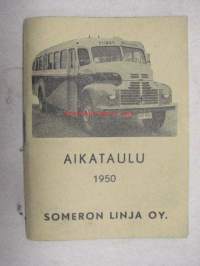 AIKATAULU
1950
SOMERON LINJA OY.